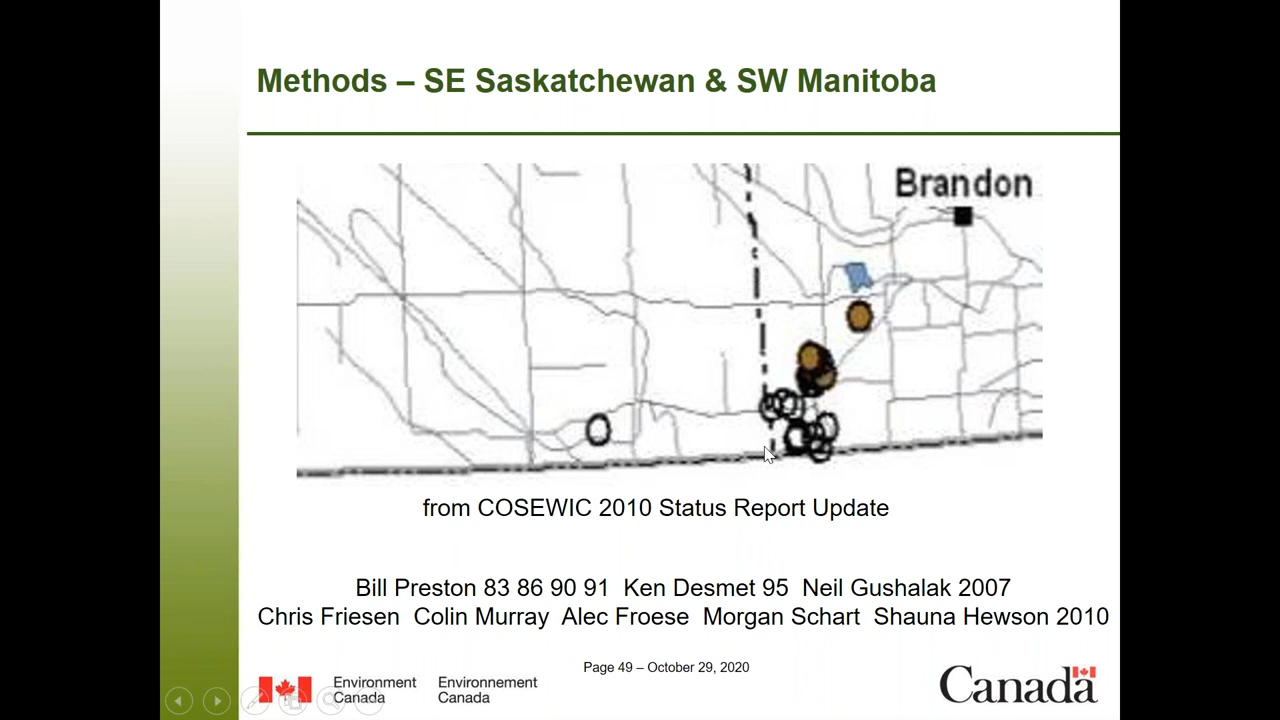 Methods – SE Saskatchewan & SW Manitoba
Brandon
from COSEWIC 2010 Status Report Update
Bill Preston 83 86 90 91 Ken Desmet 95 Neil Gushalak 2007
Chris Friesen Colin Murray Alec Froese Morgan Schart Shauna Hewson 2010
Page 49 – October 29, 2020
Environment Environnement
Canada Canada
Canada